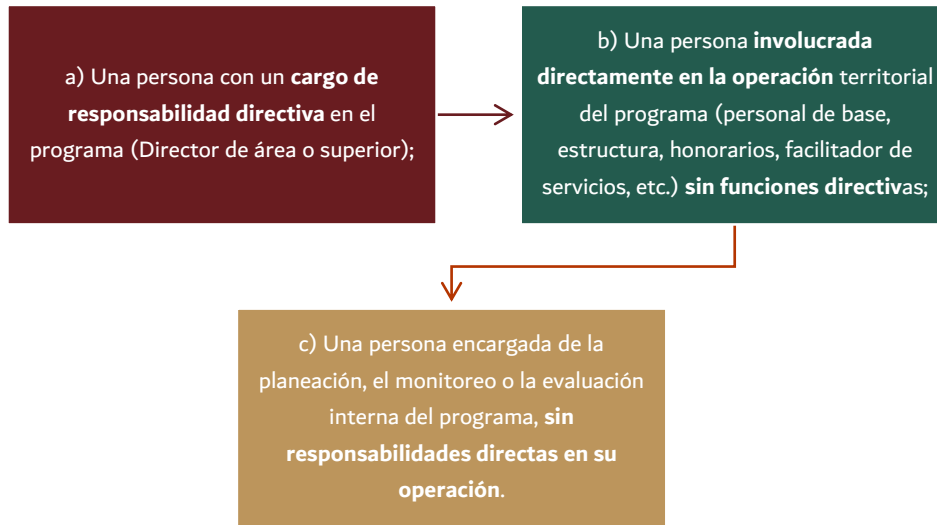 a) Una persona con un cargo de
responsabilidad directiva en el
programa (Director de área o superior);
b) Una persona involucrada
directamente en la operación territorial
del programa (personal de base,
estructura, honorarios, facilitador de
servicios, etc.) sin funciones directivas;
c) Una persona encargada de la
planeación, el monitoreo o la evaluación
interna del programa, sin
responsabilidades directas en su
operación.